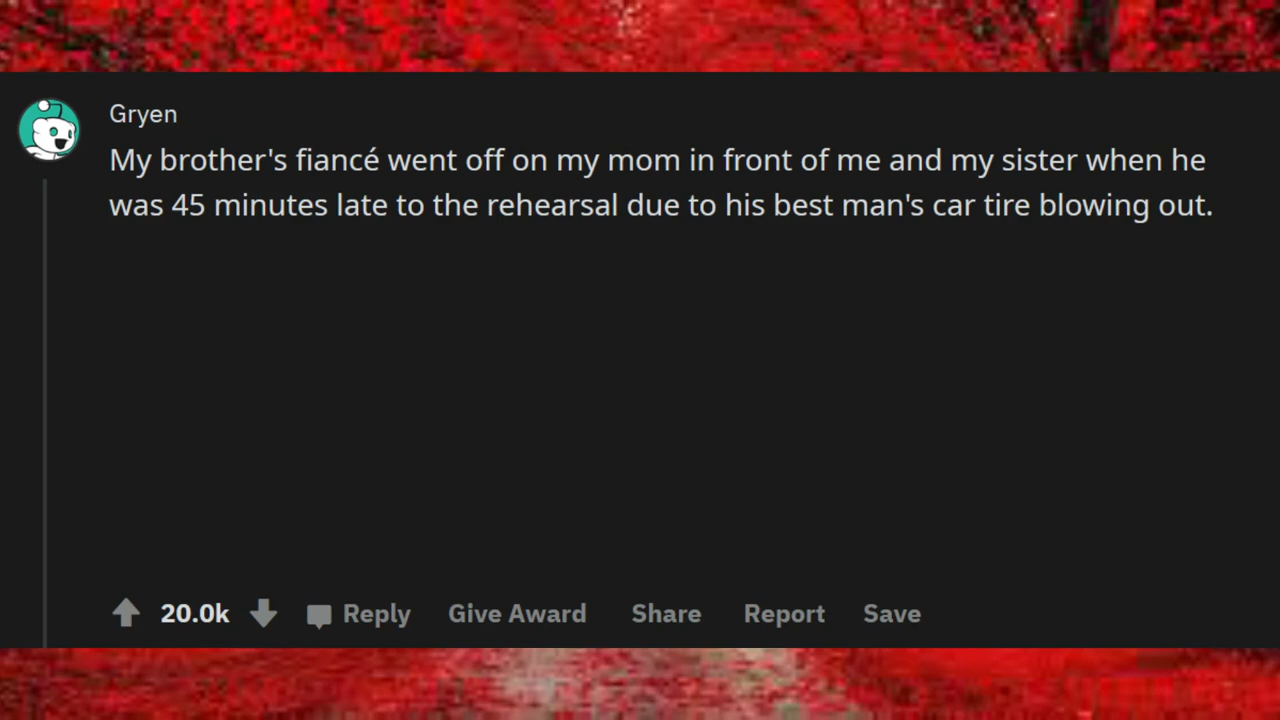 Gryen
My brother's fiancé went off on my mom in front of me and my sister when he
was 45 minutes late to the rehearsal due to his best man's car tire blowing out.
20.0k Reply Give Award Share Report Save